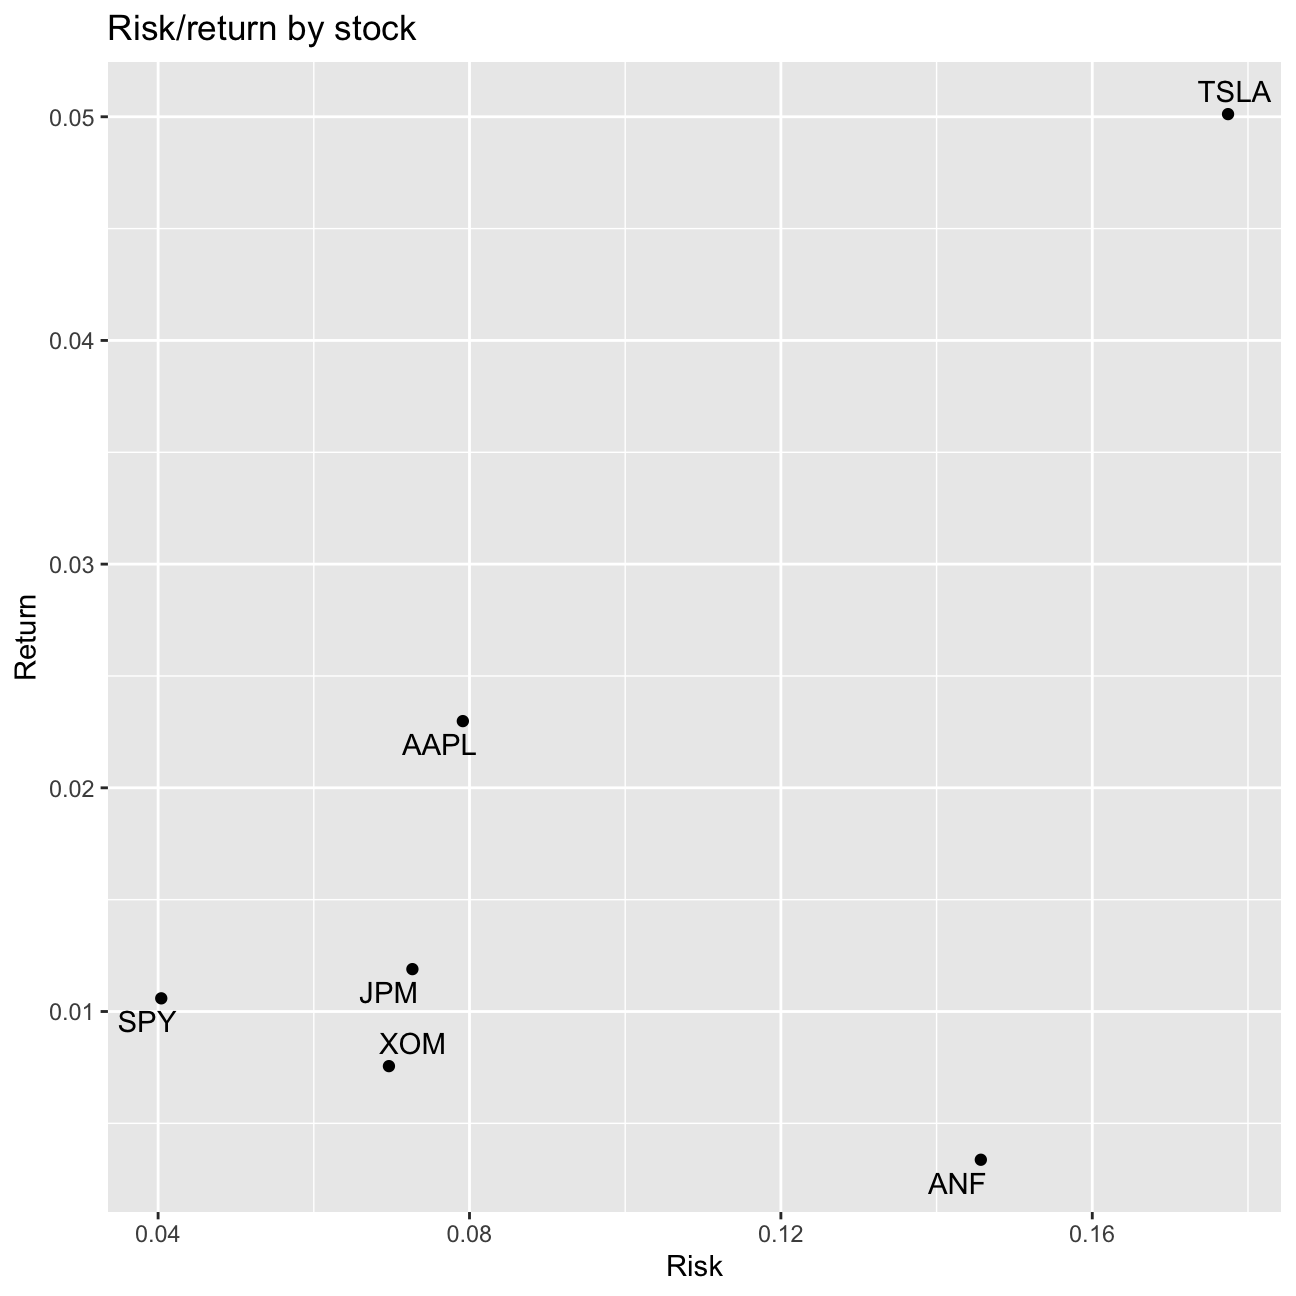 Risk/return by stock
TSLA
0.05
0.04
0.03
Return
AAPL
0.02
JPM
0.01
SPY
XOM
ANF
0.04
0.08
0.12
0.16
Risk